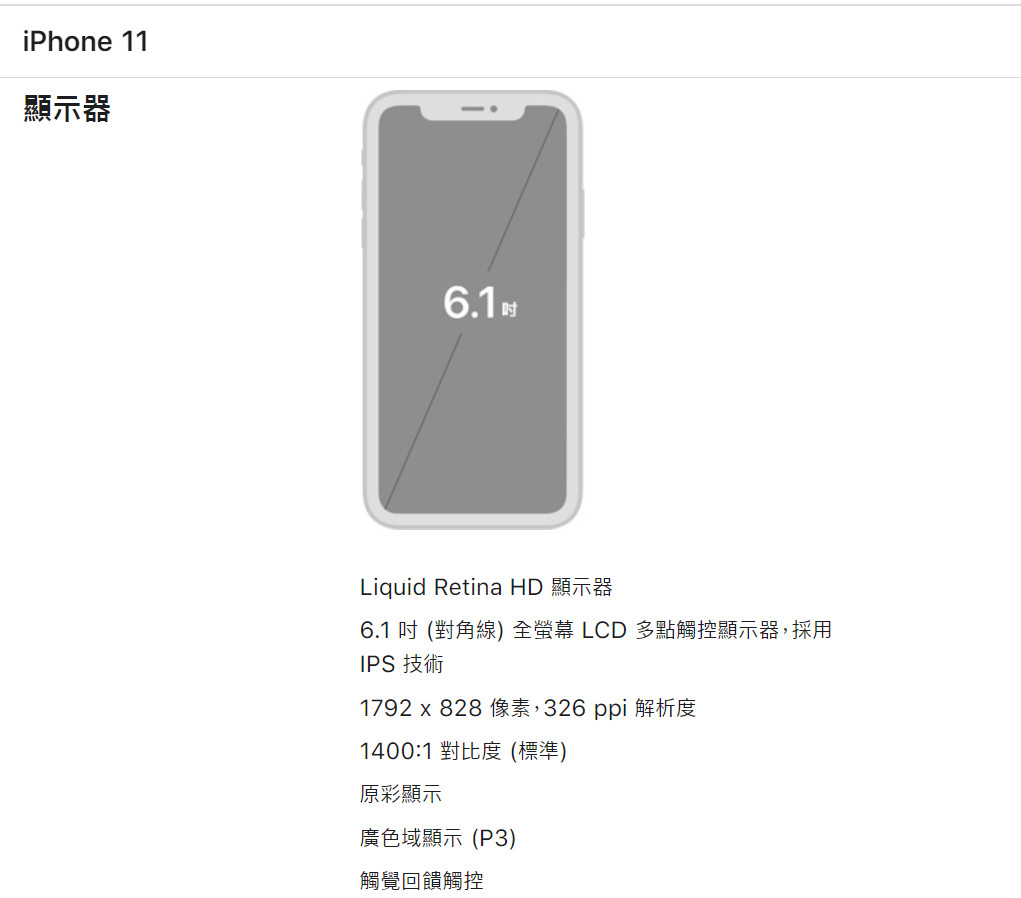 iPhone 11
顯示器
6.1 吋
Liquid Retina HD 顯示器
6.1 吋 (對角線) 全螢幕 LCD 多點觸控顯示器，採用
IPS 技術
1792 x 828 像素，326 ppi 解析度
1400:1 對比度 (標準)
原彩顯示
廣色域顯示 (P3)
觸覺回饋觸控